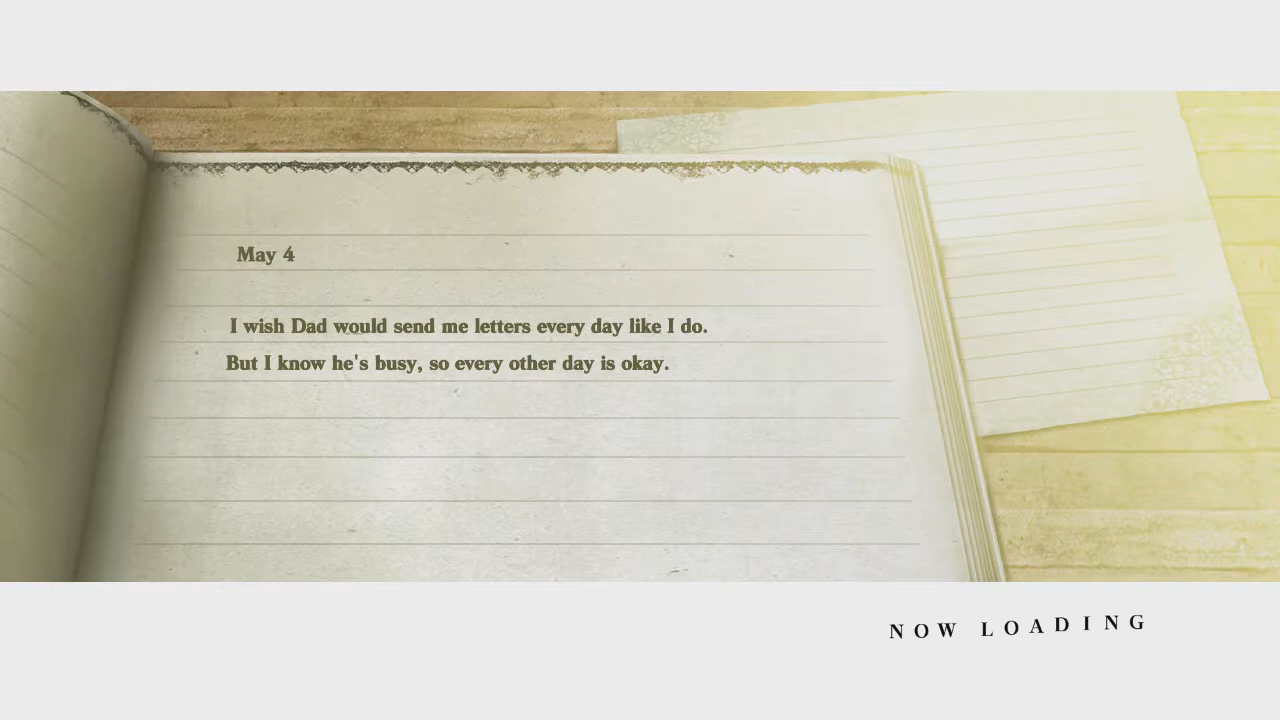 May 4
I wish Dad would send me letters every day like I do.
But I know he's busy, so every other day is okay.
NOW LOADING